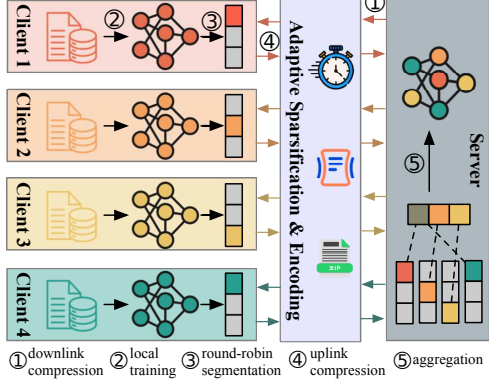 ② ③ ①
④
Client 1
Client 2
Client 3
Client 4
Adaptive Sparsification & Encoding
ZIP
Server
⑤
①downlink compression
②local training
③round-robin segmentation
④uplink compression
⑤aggregation